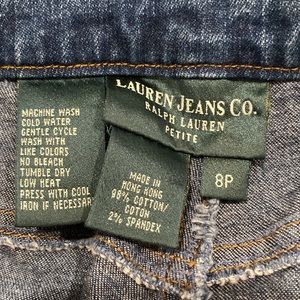 LAUREN JEANS CO.
RALPH LAUREN
PETITE
8P
MACHINE WASH
COLD WATER
GENTLE CYCLE
WASH WITH
LIKE COLORS
NO BLEACH
TUMBLE DRY
LOW HEAT
PRESS WITH COOL
IRON IF NECESSARY
MADE IN
HONG KONG
98% COTTON/
COTON
2% SPANDEX